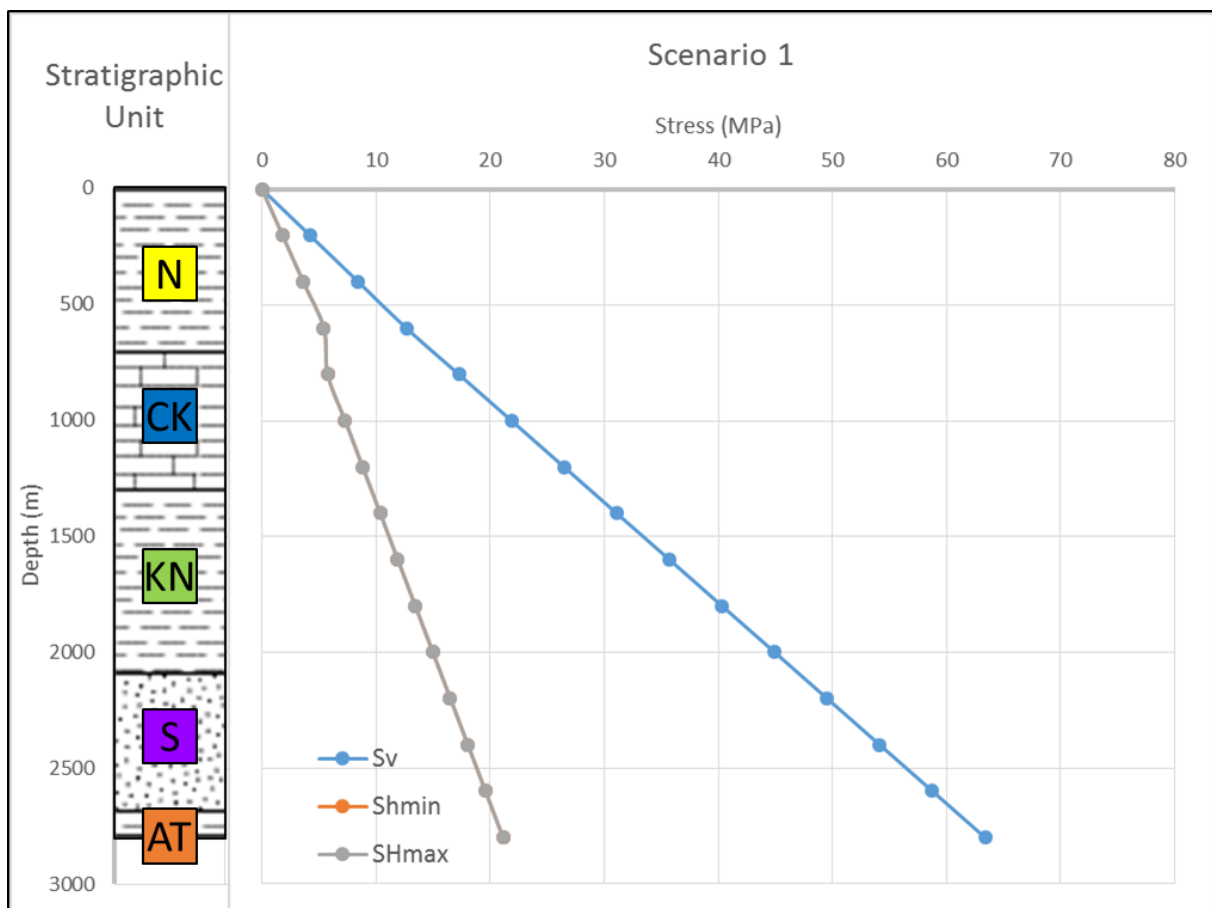 Stratigraphic
Unit
Scenario 1
Stress (MPa)
0 10 20 30 40 50 60 70 80
Depth (m)
0
500
1000
1500
2000
2500
3000
N
CK
KN
S
AT
Sv
Shmin
SHmax